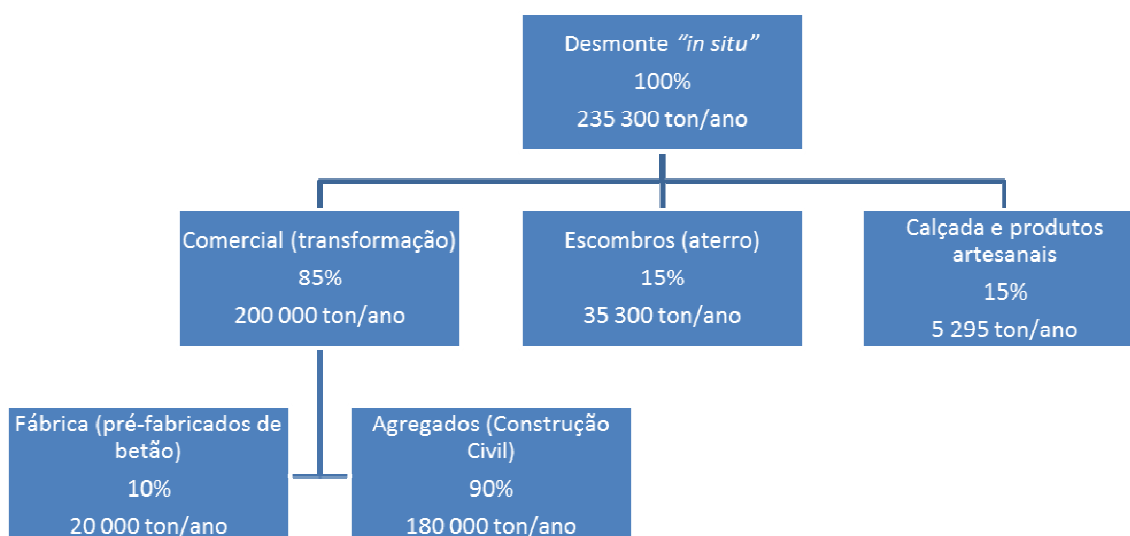 Desmonte “in situ”
100%
235 300 ton/ano
Comercial (transformação)
85%
200 000 ton/ano
Escombros (aterro)
15%
35 300 ton/ano
Calçada e produtos
artesanais
15%
5 295 ton/ano
Fábrica (pré-fabricados de
betão)
10%
20 000 ton/ano
Agregados (Construção
Civil)
90%
180 000 ton/ano